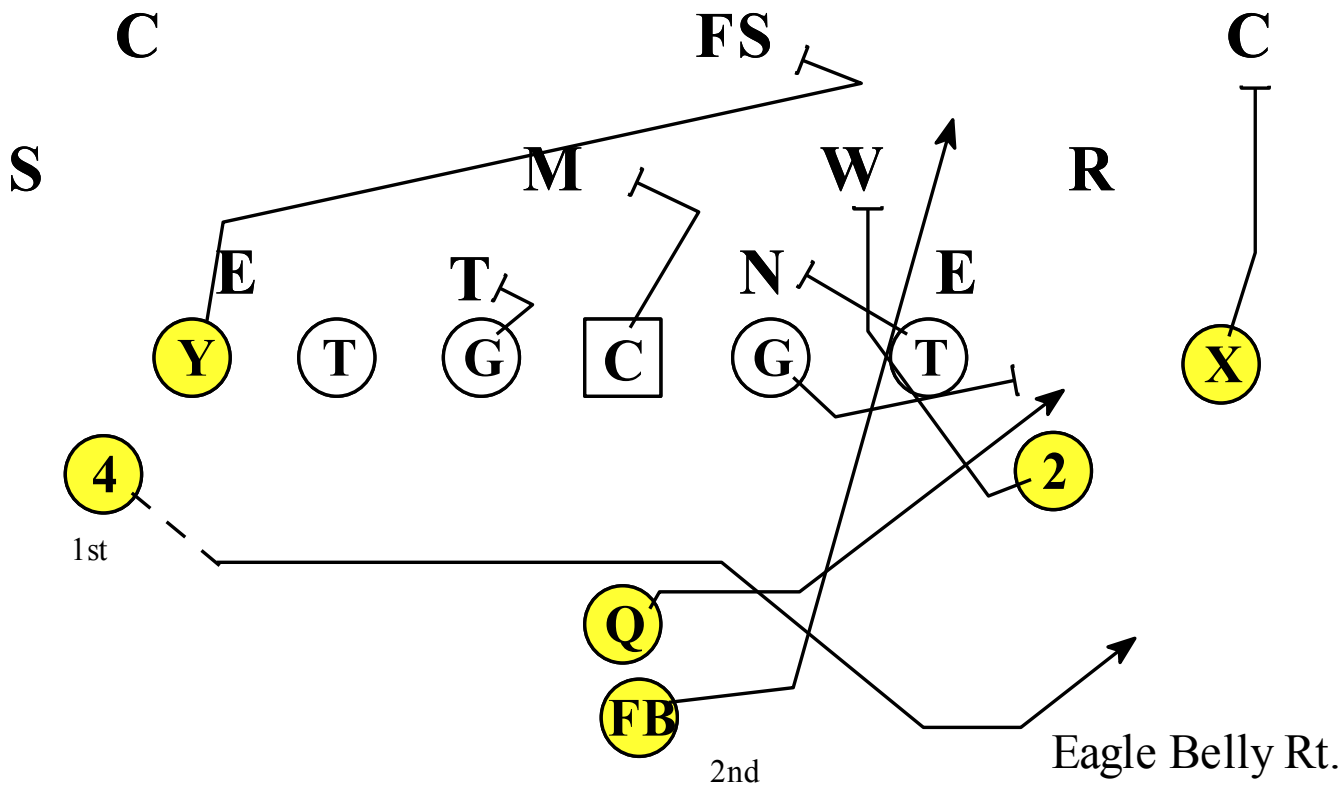 C FS C
S M W R
E T N E
Y T G C G T X
4 2
1st
Q
FB
2nd
Eagle Belly Rt.